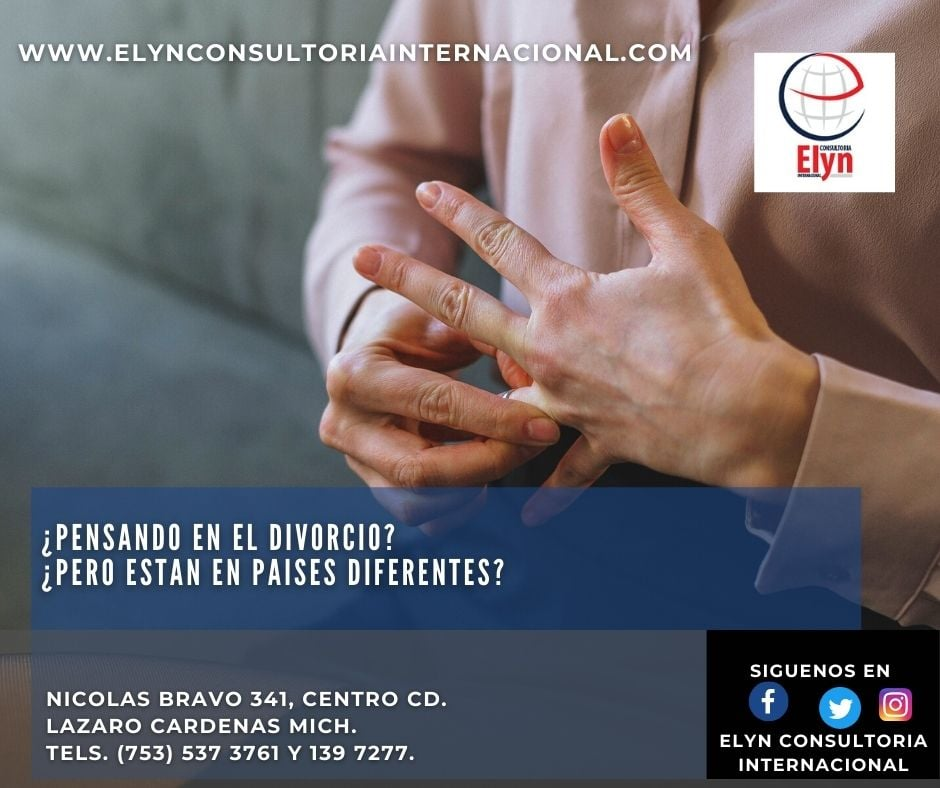 WWW.ELYNCONSULTORIAINTERNACIONAL.COM
CONSULTORIA
Elyn
INTERNACIONAL
¿PENSANDO EN EL DIVORCIO?
¿PERO ESTAN EN PAISES DIFERENTES?
NICOLAS BRAVO 341, CENTRO CD.
LAZARO CARDENAS MICH.
TELS. (753) 537 3761 Y 139 7277.
SIGUENOS EN
ELYN CONSULTORIA
INTERNACIONAL